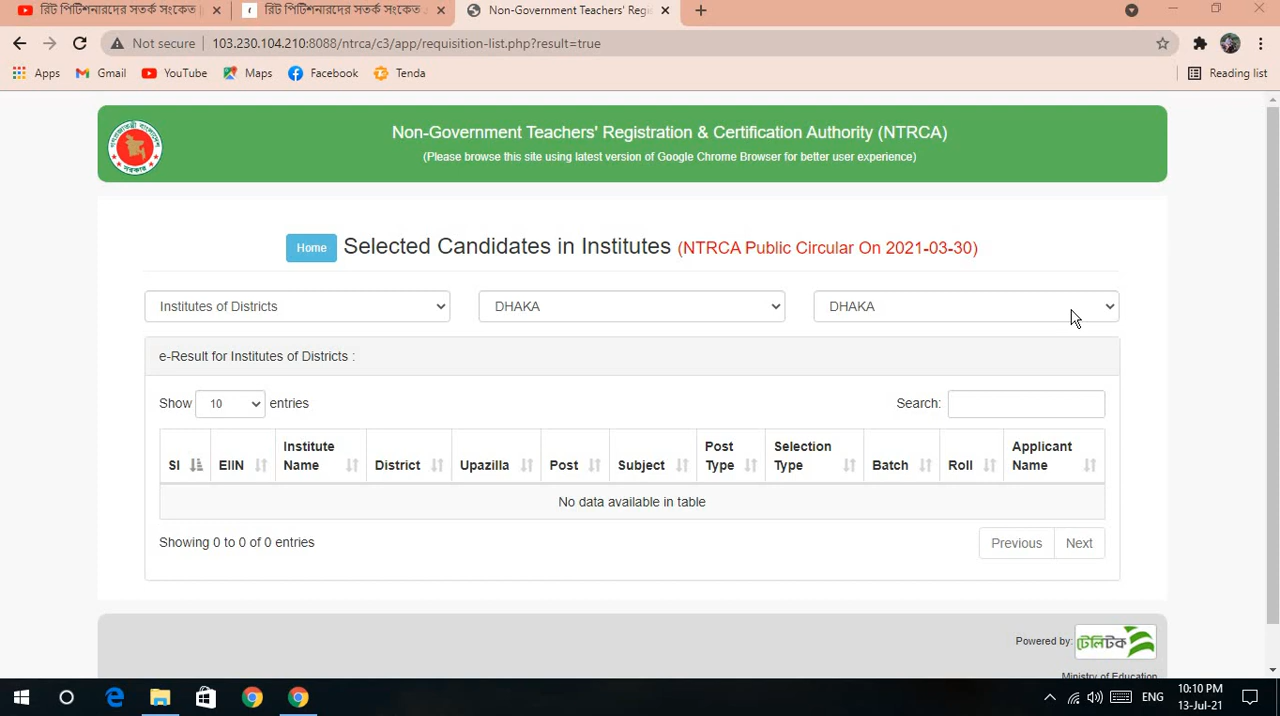 রিট পিটিশনারদের সতর্ক সংকেত
রিট পিটিশনারদের সতর্ক সংকেত
Non-Government Teachers' Reg
Not secure 103.230.104.210:8088/ntrca/c3/app/requisition-list.php?result=true
Apps Gmail YouTube Maps Facebook Tenda Reading list
Non-Government Teachers' Registration & Certification Authority (NTRCA)
(Please browse this site using latest version of Google Chrome Browser for better user experience)
Home Selected Candidates in Institutes (NTRCA Public Circular On 2021-03-30)
Institutes of Districts DHAKA DHAKA
e-Result for Institutes of Districts :
Show 10 entries Search:
SI EIIN Institute Name District Upazilla Post Subject Post Type Selection Type Batch Roll Applicant Name
No data available in table
Showing 0 to 0 of 0 entries Previous Next
Powered by: টেলিটক
Ministry of Education
ENG 10:10 PM
13-Jul-21